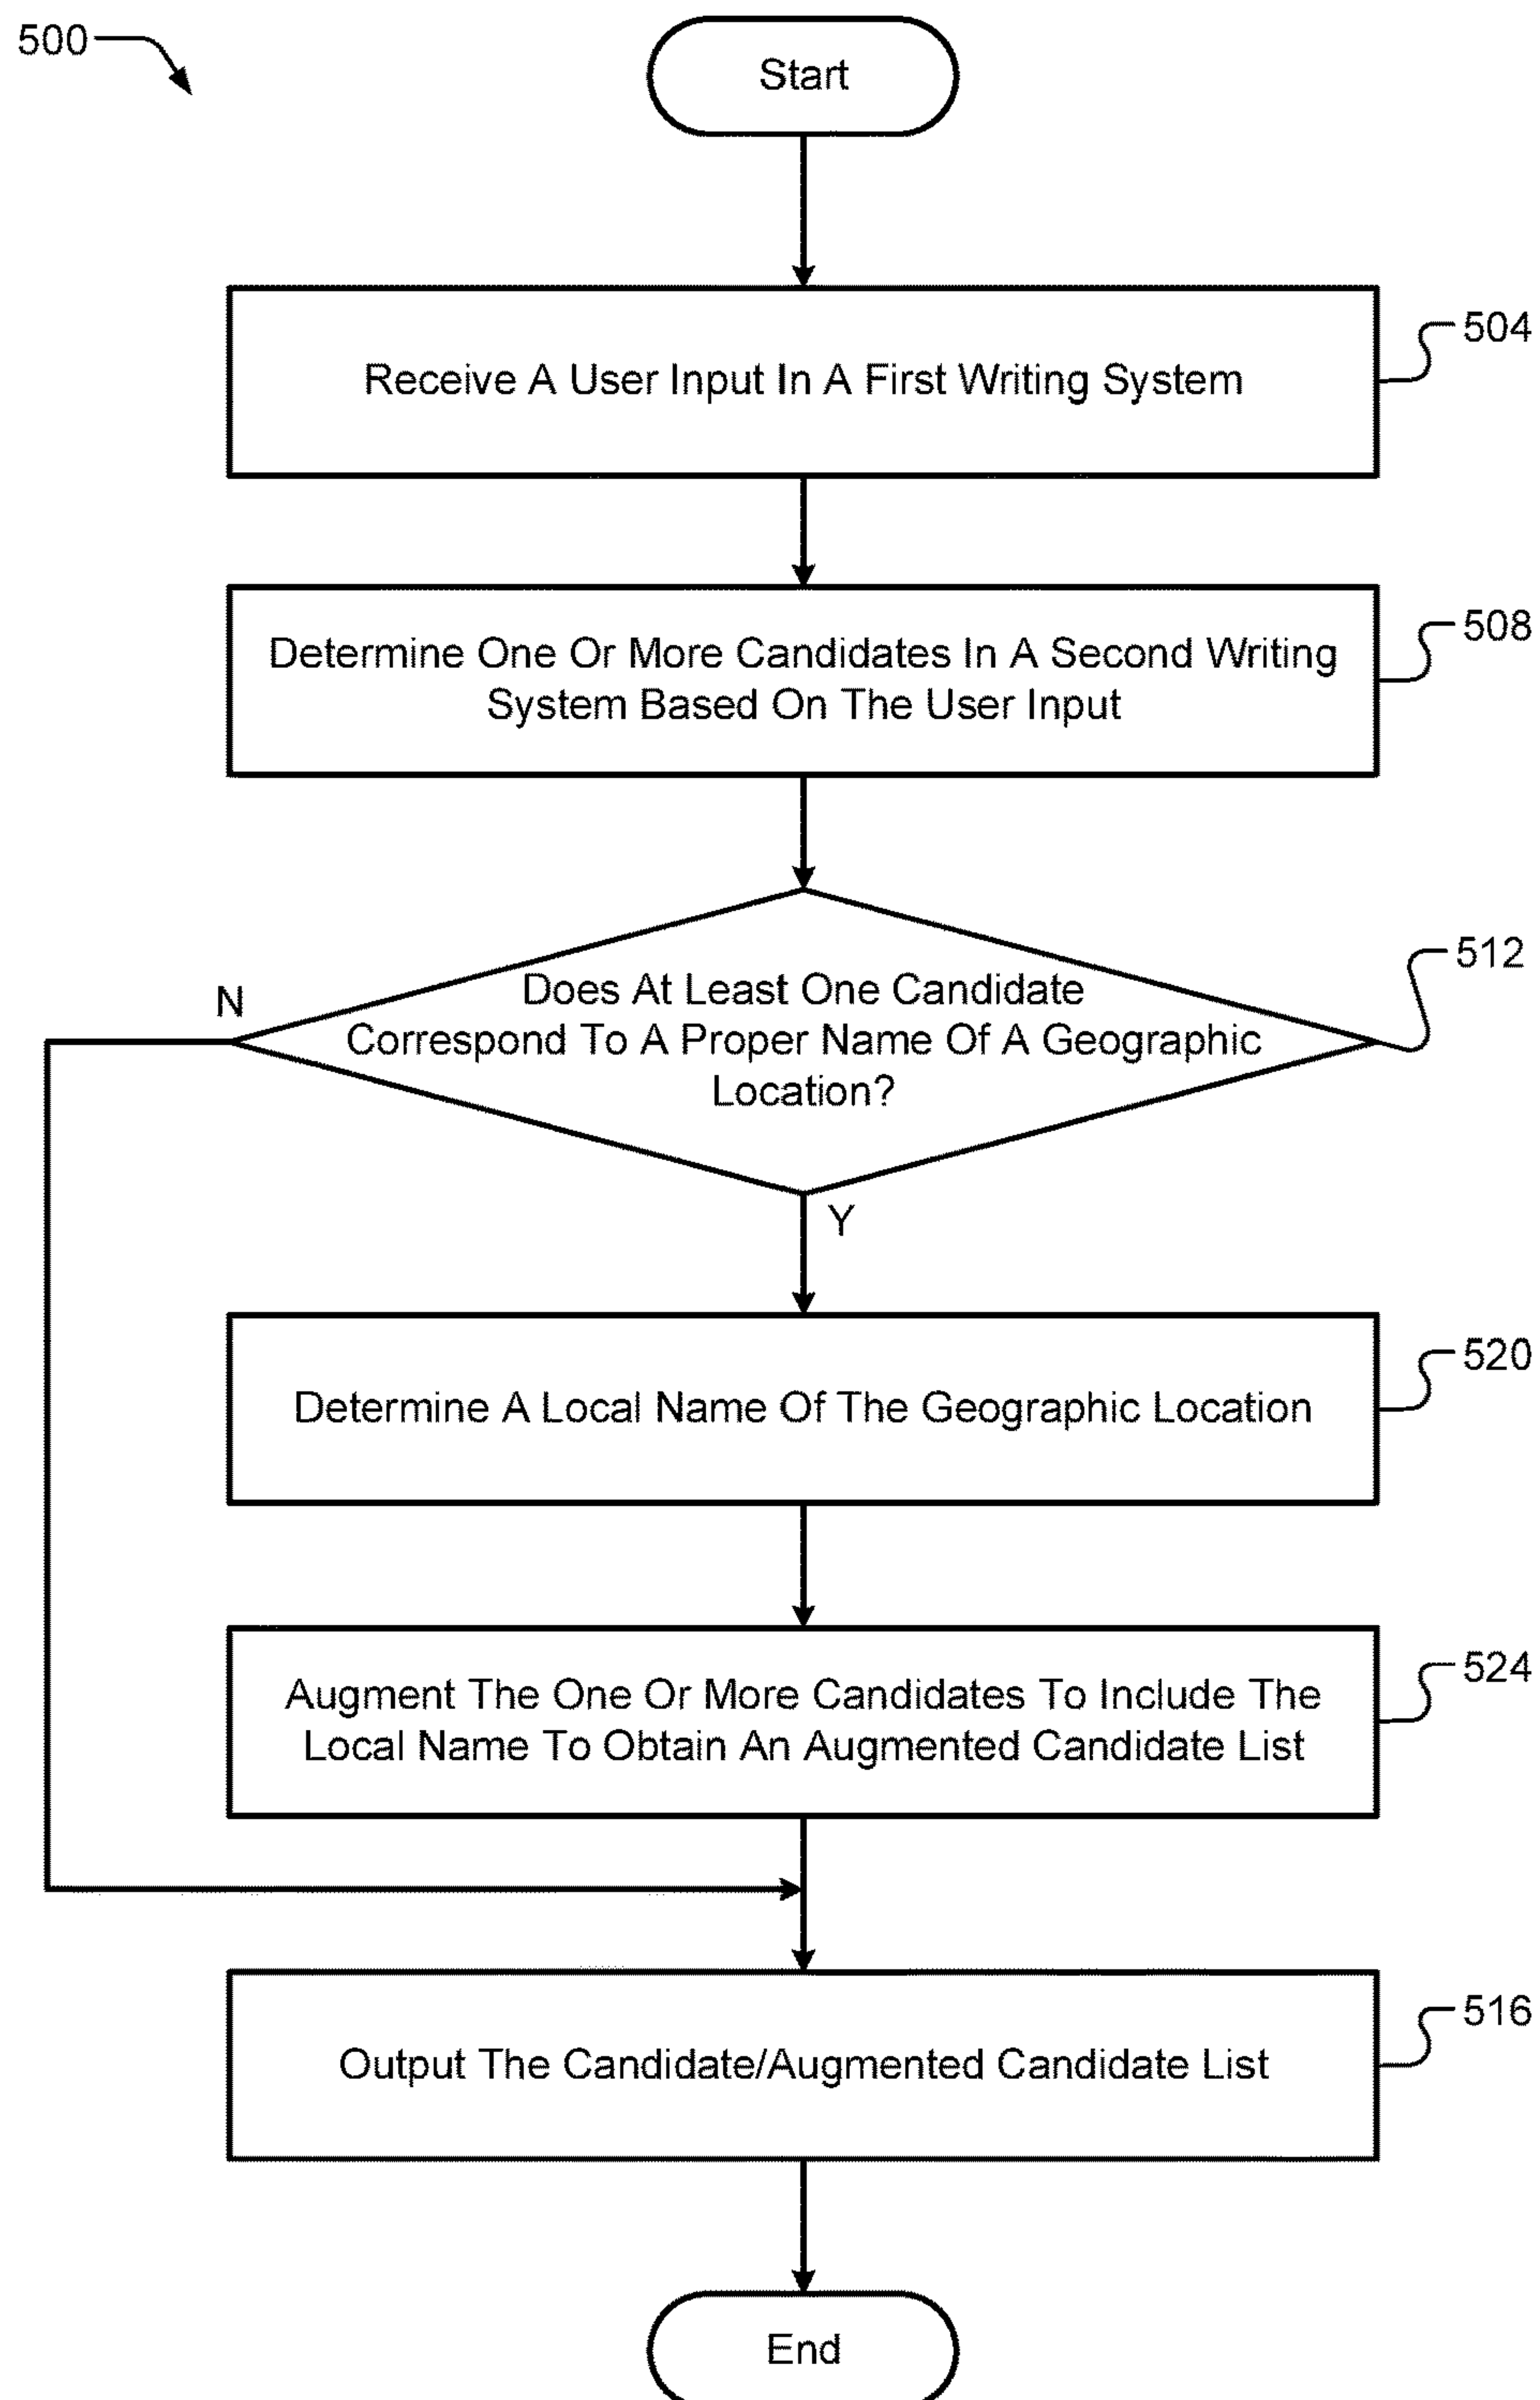 500
Start
504
Receive A User Input In A First Writing System
508
Determine One Or More Candidates In A Second Writing
System Based On The User Input
512
N
Does At Least One Candidate
Correspond To A Proper Name Of A Geographic
Location?
Y
520
Determine A Local Name Of The Geographic Location
524
Augment The One Or More Candidates To Include The
Local Name To Obtain An Augmented Candidate List
516
Output The Candidate/Augmented Candidate List
End